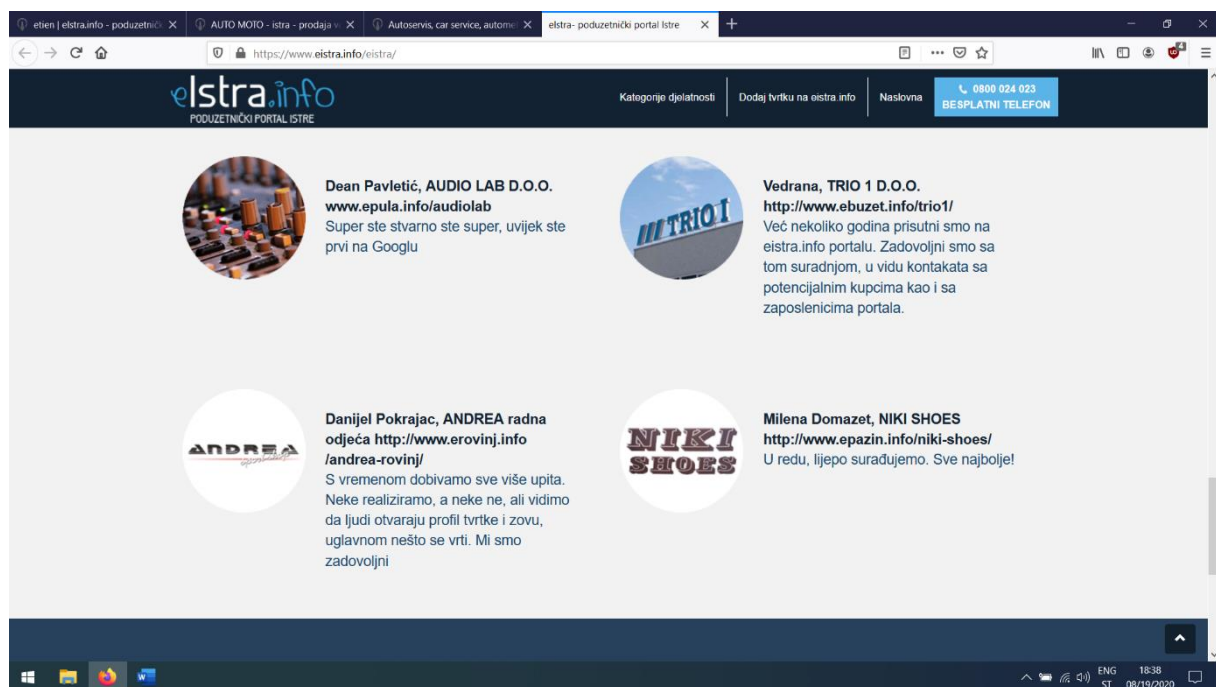 etien | eIstra.info - poduzetničk
AUTO MOTO - istra - prodaja v
Autoservis, car service, automeh
eIstra- poduzetnički portal Istre
https://www.eistra.info/eistra/
eIstra.info
PODUZETNIČKI PORTAL ISTRE
Kategorije djelatnosti
Dodaj tvrtku na eistra.info
Naslovna
0800 024 023
BESPLATNI TELEFON
Dean Pavletić, AUDIO LAB D.O.O.
www.epula.info/audiolab
Super ste stvarno ste super, uvijek ste
prvi na Googlu
TRIO 1
Vedrana, TRIO 1 D.O.O.
http://www.ebuzet.info/trio1/
Već nekoliko godina prisutni smo na
eistra.info portalu. Zadovoljni smo sa
tom suradnjom, u vidu kontakata sa
potencijalnim kupcima kao i sa
zaposlenicima portala.
ANDREA
Danijel Pokrajac, ANDREA radna
odjeća http://www.erovinj.info
/andrea-rovinj/
S vremenom dobivamo sve više upita.
Neke realiziramo, a neke ne, ali vidimo
da ljudi otvaraju profil tvrtke i zovu,
uglavnom nešto se vrti. Mi smo
zadovoljni
NIKI
SHOES
Milena Domazet, NIKI SHOES
http://www.epazin.info/niki-shoes/
U redu, lijepo surađujemo. Sve najbolje!
ENG
ST
18:38
08/19/2020